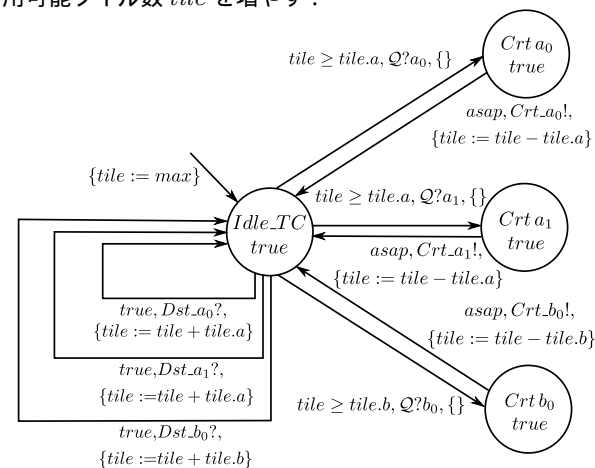 用可能タイル数 tile を増やす．
Crt a₀
true
tile ≥ tile.a, 𝒬?a₀, {}
asap, Crt_a₀!,
{tile := tile − tile.a}
{tile := max}
tile ≥ tile.a, 𝒬?a₁, {}
Idle_TC
true
Crt a₁
true
asap, Crt_a₁!,
{tile := tile − tile.a}
true, Dst_a₀?,
{tile := tile + tile.a}
asap, Crt_b₀!,
{tile := tile − tile.b}
true,Dst_a₁?,
{tile :=tile + tile.a}
tile ≥ tile.b, 𝒬?b₀, {}
Crt b₀
true
true,Dst_b₀?,
{tile :=tile + tile.b}